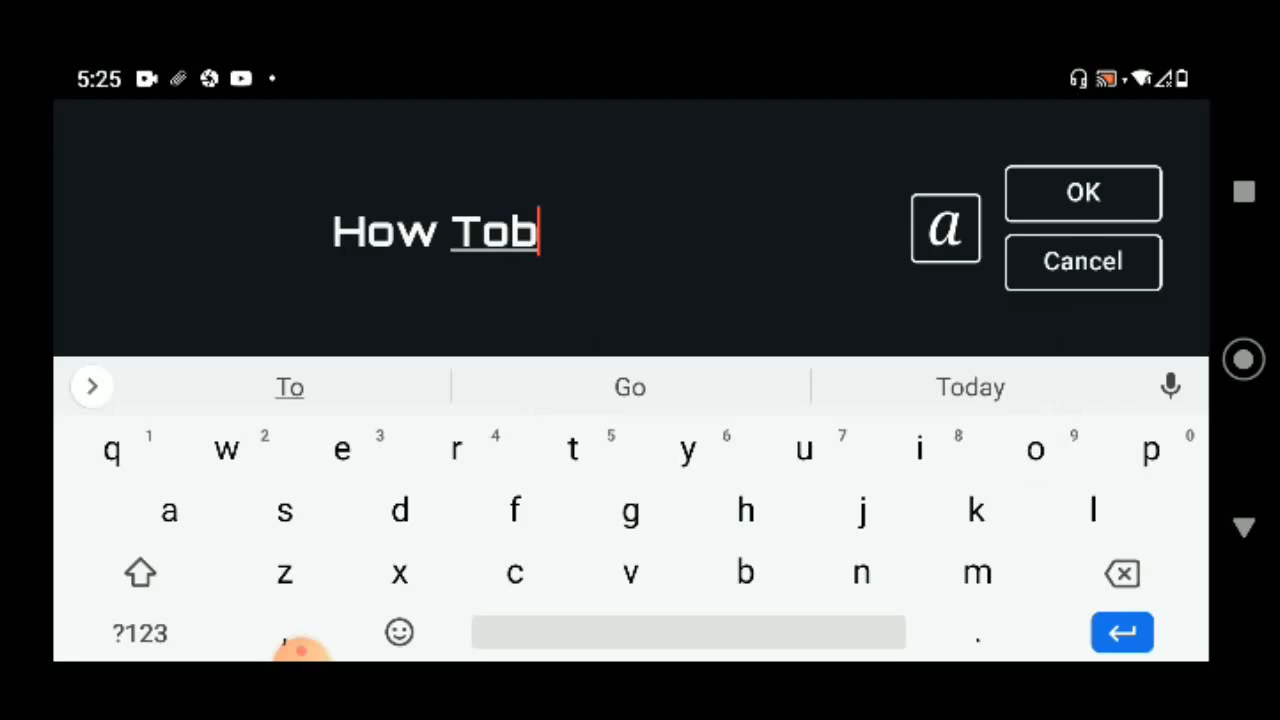 5:25
How Tob
a
OK
Cancel
To Go Today
q 1 w 2 e 3 r 4 t 5 y 6 u 7 i 8 o 9 p 0
a s d f g h j k l
z x c v b n m
?123 , .